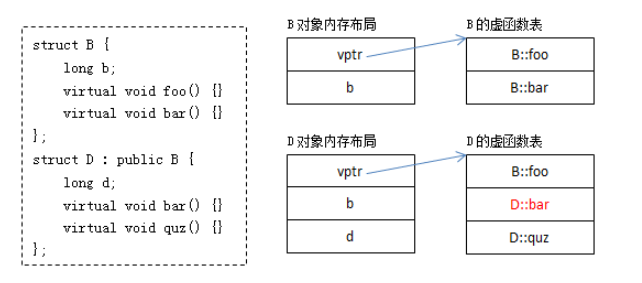 struct B {
long b;
virtual void foo() {}
virtual void bar() {}
};
struct D : public B {
long d;
virtual void bar() {}
virtual void quz() {}
};
B 对象内存布局
vptr
b
B 的虚函数表
B::foo
B::bar
D 对象内存布局
vptr
b
d
D 的虚函数表
B::foo
D::bar
D::quz